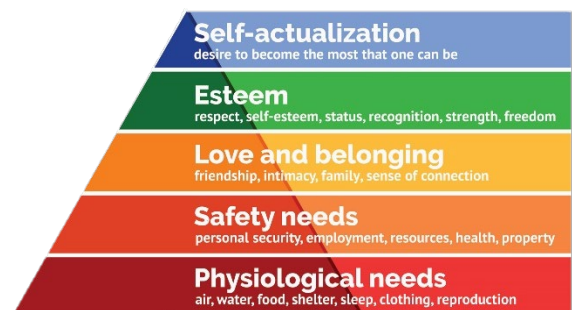 Self-actualization
desire to become the most that one can be
Esteem
respect, self-esteem, status, recognition, strength, freedom
Love and belonging
friendship, intimacy, family, sense of connection
Safety needs
personal security, employment, resources, health, property
Physiological needs
air, water, food, shelter, sleep, clothing, reproduction